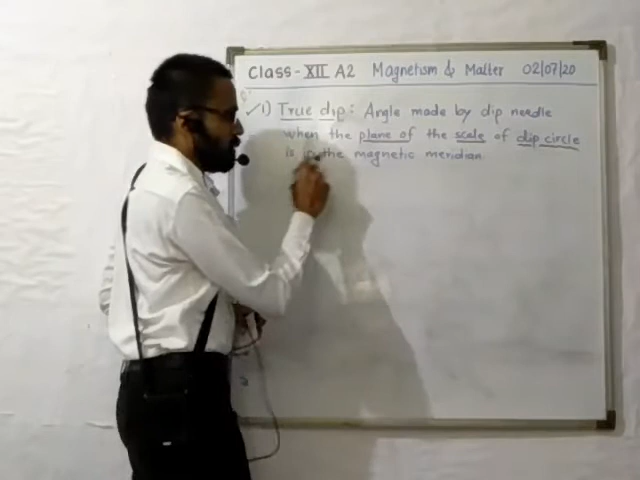 Class - XII A2 Magnetism & Matter 02/07/20
1) True dip: Angle made by dip needle
when the plane of the scale of dip circle
is in the magnetic meridian